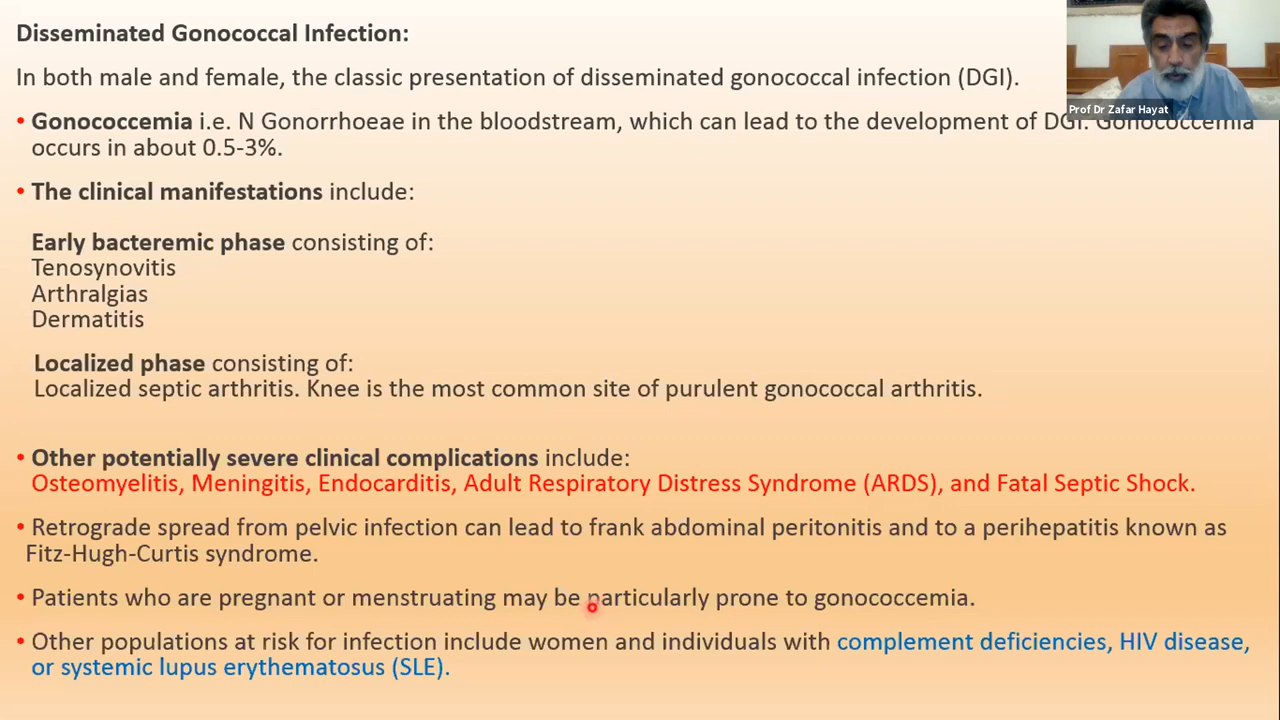 Disseminated Gonococcal Infection:
In both male and female, the classic presentation of disseminated gonococcal infection (DGI).
Prof Dr Zafar Hayat
• Gonococcemia i.e. N Gonorrhoeae in the bloodstream, which can lead to the development of DGI. Gonococcemia
occurs in about 0.5-3%.
• The clinical manifestations include:
Early bacteremic phase consisting of:
Tenosynovitis
Arthralgias
Dermatitis
Localized phase consisting of:
Localized septic arthritis. Knee is the most common site of purulent gonococcal arthritis.
• Other potentially severe clinical complications include:
Osteomyelitis, Meningitis, Endocarditis, Adult Respiratory Distress Syndrome (ARDS), and Fatal Septic Shock.
• Retrograde spread from pelvic infection can lead to frank abdominal peritonitis and to a perihepatitis known as
Fitz-Hugh-Curtis syndrome.
• Patients who are pregnant or menstruating may be particularly prone to gonococcemia.
• Other populations at risk for infection include women and individuals with complement deficiencies, HIV disease,
or systemic lupus erythematosus (SLE).